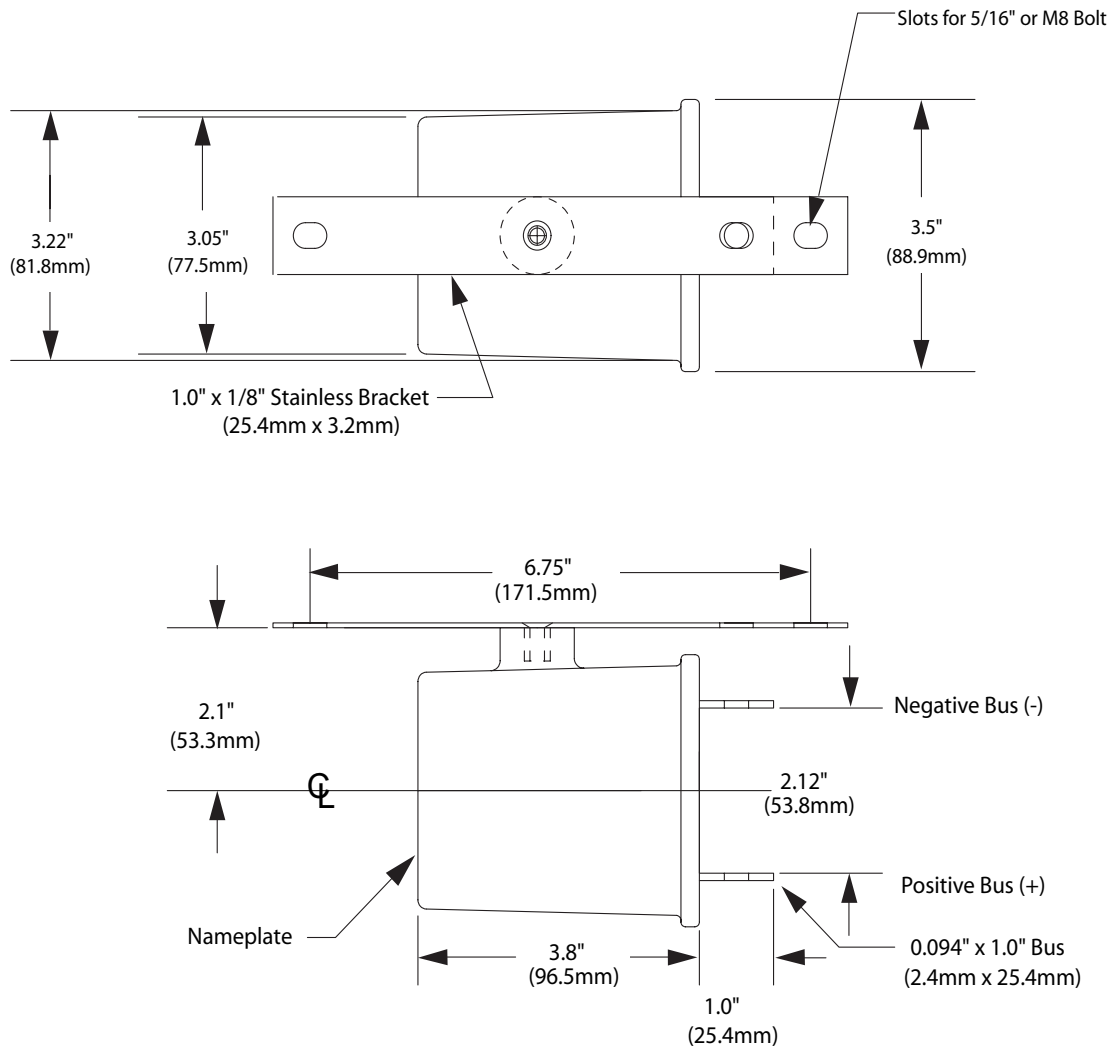 Slots for 5/16" or M8 Bolt
3.22"
(81.8mm)
3.05"
(77.5mm)
3.5"
(88.9mm)
1.0" x 1/8" Stainless Bracket
(25.4mm x 3.2mm)
6.75"
(171.5mm)
2.1"
(53.3mm)
Negative Bus (-)
CL
2.12"
(53.8mm)
Positive Bus (+)
Nameplate
3.8"
(96.5mm)
0.094" x 1.0" Bus
(2.4mm x 25.4mm)
1.0"
(25.4mm)